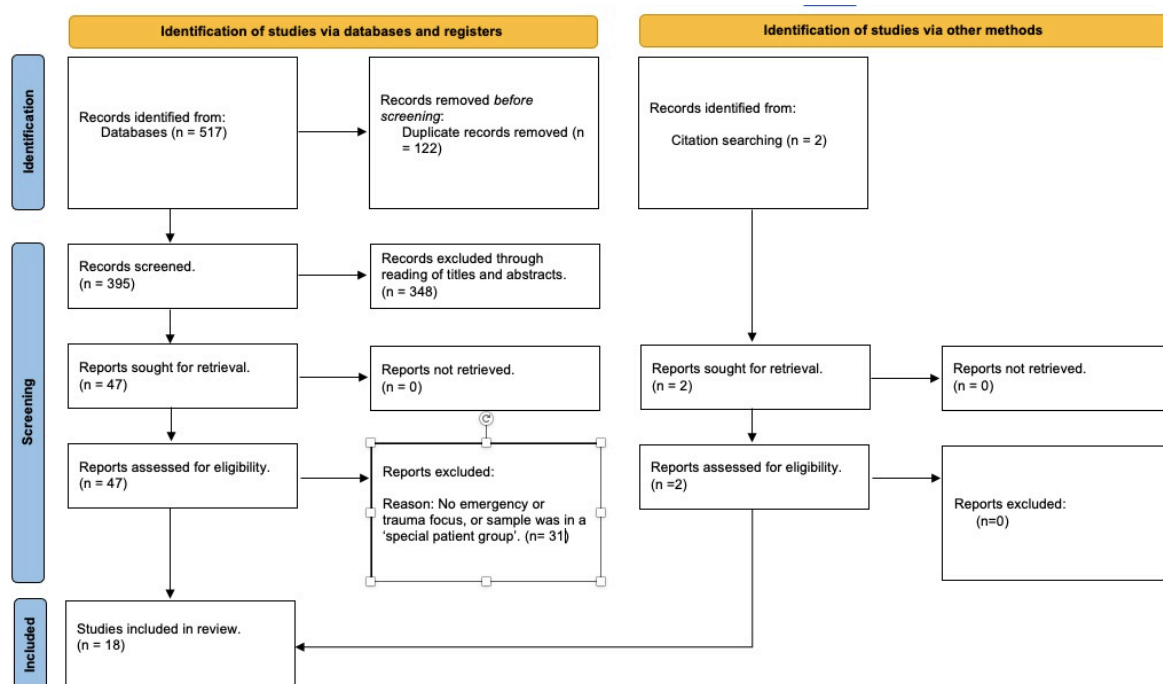 Identification of studies via databases and registers
Identification of studies via other methods
Identification
Records identified from:
Databases (n = 517)
Records removed before
screening:
Duplicate records removed (n
= 122)
Records identified from:
Citation searching (n = 2)
Screening
Records screened.
(n = 395)
Records excluded through
reading of titles and abstracts.
(n = 348)
Reports sought for retrieval.
(n = 47)
Reports not retrieved.
(n = 0)
Reports sought for retrieval.
(n = 2)
Reports not retrieved.
(n = 0)
Reports assessed for eligibility.
(n = 47)
Reports excluded:
Reason: No emergency or
trauma focus, or sample was in a
‘special patient group’. (n= 31)
Reports assessed for eligibility.
(n =2)
Reports excluded:
(n=0)
Included
Studies included in review.
(n = 18)